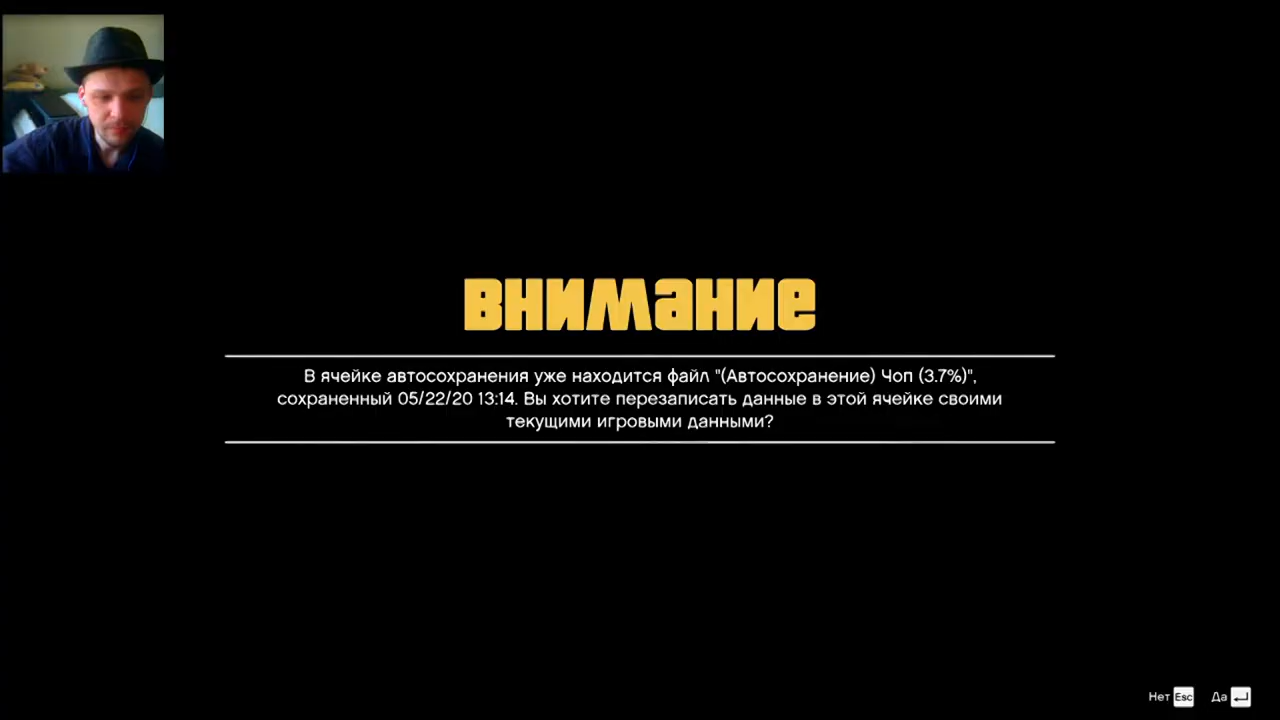 внимание
В ячейке автосохранения уже находится файл "(Автосохранение) Чоп (3.7%)",
сохраненный 05/22/20 13:14. Вы хотите перезаписать данные в этой ячейке своими
текущими игровыми данными?
Нет Esc Да